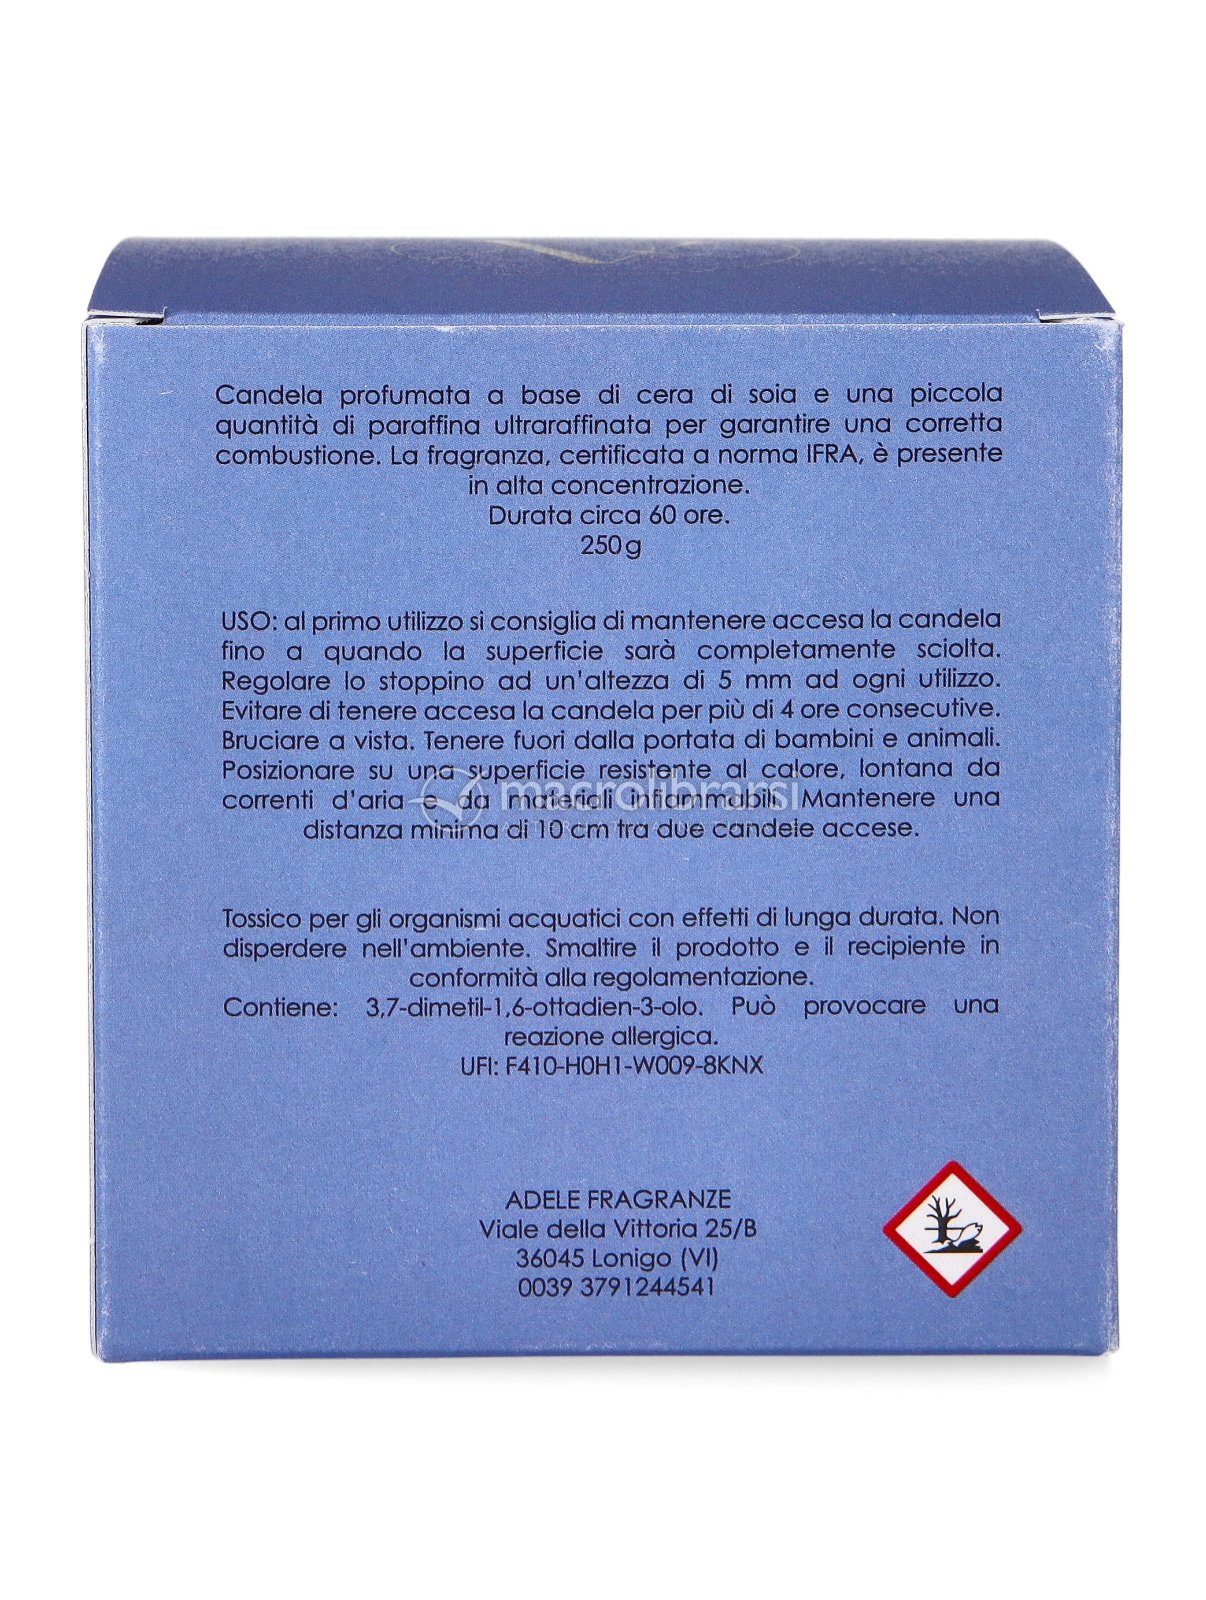 Candela profumata a base di cera di soia e una piccola
quantità di paraffina ultraraffinata per garantire una corretta
combustione. La fragranza, certificata a norma IFRA, è presente
in alta concentrazione.
Durata circa 60 ore.
250g
USO: al primo utilizzo si consiglia di mantenere accesa la candela
fino a quando la superficie sarà completamente sciolta.
Regolare lo stoppino ad un'altezza di 5 mm ad ogni utilizzo.
Evitare di tenere accesa la candela per più di 4 ore consecutive.
Bruciare a vista. Tenere fuori dalla portata di bambini e animali.
Posizionare su una superficie resistente al calore, lontana da
correnti d'aria e da materiali infiammabili. Mantenere una
macrolibrarsi
distanza minima di 10 cm tra due candele accese.
Tossico per gli organismi acquatici con effetti di lunga durata. Non
disperdere nell'ambiente. Smaltire il prodotto e il recipiente in
conformità alla regolamentazione.
Contiene: 3,7-dimetil-1,6-ottadien-3-olo. Può provocare una
reazione allergica.
UFI: F410-H0H1-W009-8KNX
ADELE FRAGRANZE
Viale della Vittoria 25/B
36045 Lonigo (VI)
0039 3791244541